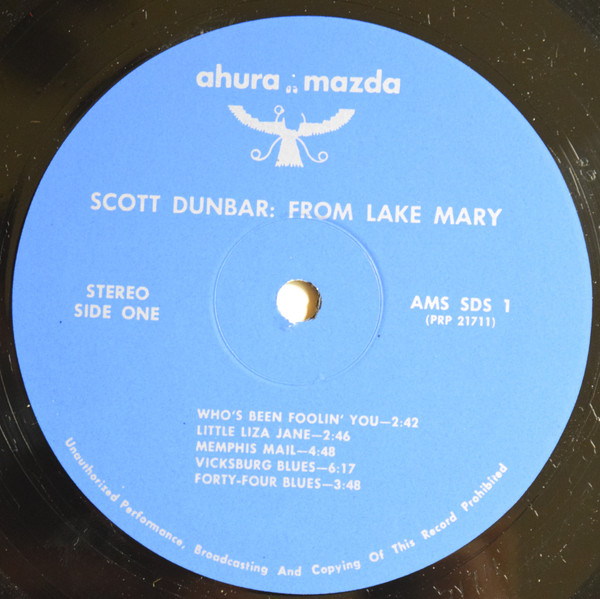 ahura mazda
SCOTT DUNBAR: FROM LAKE MARY
STEREO
SIDE ONE
AMS SDS 1
(PRP 21711)
WHO'S BEEN FOOLIN' YOU—2:42
LITTLE LIZA JANE—2:46
MEMPHIS MAIL—4:48
VICKSBURG BLUES—6:17
FORTY-FOUR BLUES—3:48
Unauthorized Performance, Broadcasting And Copying Of This Record Prohibited